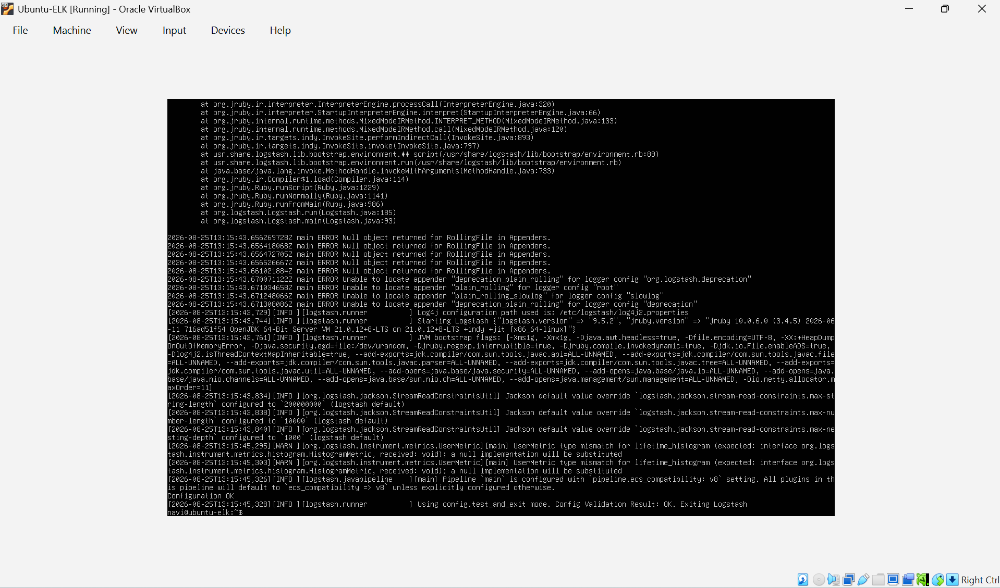 Ubuntu-ELK [Running] - Oracle VirtualBox
File Machine View Input Devices Help
at org.jruby.ir.interpreter.InterpreterEngine.processCall(InterpreterEngine.java:320)
at org.jruby.ir.interpreter.StartupInterpreterEngine.interpret(StartupInterpreterEngine.java:66)
at org.jruby.internal.runtime.methods.MixedModeIRMethod.INTERPRET_METHOD(MixedModeIRMethod.java:133)
at org.jruby.internal.runtime.methods.MixedModeIRMethod.call(MixedModeIRMethod.java:120)
at org.jruby.ir.targets.indy.InvokeSite.performIndirectCall(InvokeSite.java:893)
at org.jruby.ir.targets.indy.InvokeSite.invoke(InvokeSite.java:797)
at usr.share.logstash.lib.bootstrap.environment.♦♦ script(/usr/share/logstash/lib/bootstrap/environment.rb:89)
at usr.share.logstash.lib.bootstrap.environment.run(/usr/share/logstash/lib/bootstrap/environment.rb)
at java.base/java.lang.invoke.MethodHandle.invokeWithArguments(MethodHandle.java:733)
at org.jruby.ir.Compiler$1.load(Compiler.java:114)
at org.jruby.Ruby.runScript(Ruby.java:1229)
at org.jruby.Ruby.runNormally(Ruby.java:1141)
at org.jruby.Ruby.runFromMain(Ruby.java:986)
at org.logstash.Logstash.run(Logstash.java:185)
at org.logstash.Logstash.main(Logstash.java:93)
2026-08-25T13:15:43.656269728Z main ERROR Null object returned for RollingFile in Appenders.
2026-08-25T13:15:43.656418068Z main ERROR Null object returned for RollingFile in Appenders.
2026-08-25T13:15:43.656472705Z main ERROR Null object returned for RollingFile in Appenders.
2026-08-25T13:15:43.656526667Z main ERROR Null object returned for RollingFile in Appenders.
2026-08-25T13:15:43.661021884Z main ERROR Null object returned for RollingFile in Appenders.
2026-08-25T13:15:43.670071122Z main ERROR Unable to locate appender "deprecation_plain_rolling" for logger config "org.logstash.deprecation"
2026-08-25T13:15:43.671034658Z main ERROR Unable to locate appender "plain_rolling" for logger config "root"
2026-08-25T13:15:43.671248066Z main ERROR Unable to locate appender "plain_rolling_slowlog" for logger config "slowlog"
2026-08-25T13:15:43.671308086Z main ERROR Unable to locate appender "deprecation_plain_rolling" for logger config "deprecation"
[2026-08-25T13:15:43,729][INFO ][logstash.runner          ] Log4j configuration path used is: /etc/logstash/log4j2.properties
[2026-08-25T13:15:43,744][INFO ][logstash.runner          ] Starting Logstash {"logstash.version" => "9.5.2", "jruby.version" => "jruby 10.0.6.0 (3.4.5) 2026-06
-11 716ad51f54 OpenJDK 64-Bit Server VM 21.0.12+8-LTS on 21.0.12+8-LTS +indy +jit [x86_64-linux]"}
[2026-08-25T13:15:43,761][INFO ][logstash.runner          ] JVM bootstrap flags: [-Xms1g, -Xmx1g, -Djava.awt.headless=true, -Dfile.encoding=UTF-8, -XX:+HeapDump
OnOutOfMemoryError, -Djava.security.egd=file:/dev/urandom, -Djruby.regexp.interruptible=true, -Djruby.compile.invokedynamic=true, -Djdk.io.File.enableADS=true,
-Dlog4j2.isThreadContextMapInheritable=true, --add-exports=jdk.compiler/com.sun.tools.javac.api=ALL-UNNAMED, --add-exports=jdk.compiler/com.sun.tools.javac.file
=ALL-UNNAMED, --add-exports=jdk.compiler/com.sun.tools.javac.parser=ALL-UNNAMED, --add-exports=jdk.compiler/com.sun.tools.javac.tree=ALL-UNNAMED, --add-exports=
jdk.compiler/com.sun.tools.javac.util=ALL-UNNAMED, --add-opens=java.base/java.security=ALL-UNNAMED, --add-opens=java.base/java.io=ALL-UNNAMED, --add-opens=java.
base/java.nio.channels=ALL-UNNAMED, --add-opens=java.base/sun.nio.ch=ALL-UNNAMED, --add-opens=java.management/sun.management=ALL-UNNAMED, -Dio.netty.allocator.m
axOrder=11]
[2026-08-25T13:15:43,834][INFO ][org.logstash.jackson.StreamReadConstraintsUtil] Jackson default value override `logstash.jackson.stream-read-constraints.max-st
ring-length` configured to `200000000` (logstash default)
[2026-08-25T13:15:43,838][INFO ][org.logstash.jackson.StreamReadConstraintsUtil] Jackson default value override `logstash.jackson.stream-read-constraints.max-nu
mber-length` configured to `10000` (logstash default)
[2026-08-25T13:15:43,840][INFO ][org.logstash.jackson.StreamReadConstraintsUtil] Jackson default value override `logstash.jackson.stream-read-constraints.max-ne
sting-depth` configured to `1000` (logstash default)
[2026-08-25T13:15:45,295][WARN ][org.logstash.instrument.metrics.UserMetric][main] UserMetric type mismatch for lifetime_histogram (expected: interface org.logs
tash.instrument.metrics.histogram.HistogramMetric, received: void); a null implementation will be substituted
[2026-08-25T13:15:45,303][WARN ][org.logstash.instrument.metrics.UserMetric][main] UserMetric type mismatch for lifetime_histogram (expected: interface org.logs
tash.instrument.metrics.histogram.HistogramMetric, received: void); a null implementation will be substituted
[2026-08-25T13:15:45,326][INFO ][logstash.javapipeline    ][main] Pipeline `main` is configured with `pipeline.ecs_compatibility: v8` setting. All plugins in th
is pipeline will default to `ecs_compatibility => v8` unless explicitly configured otherwise.
Configuration OK
[2026-08-25T13:15:45,328][INFO ][logstash.runner          ] Using config.test_and_exit mode. Config Validation Result: OK. Exiting Logstash
navi@ubuntu-elk:~$
Right Ctrl